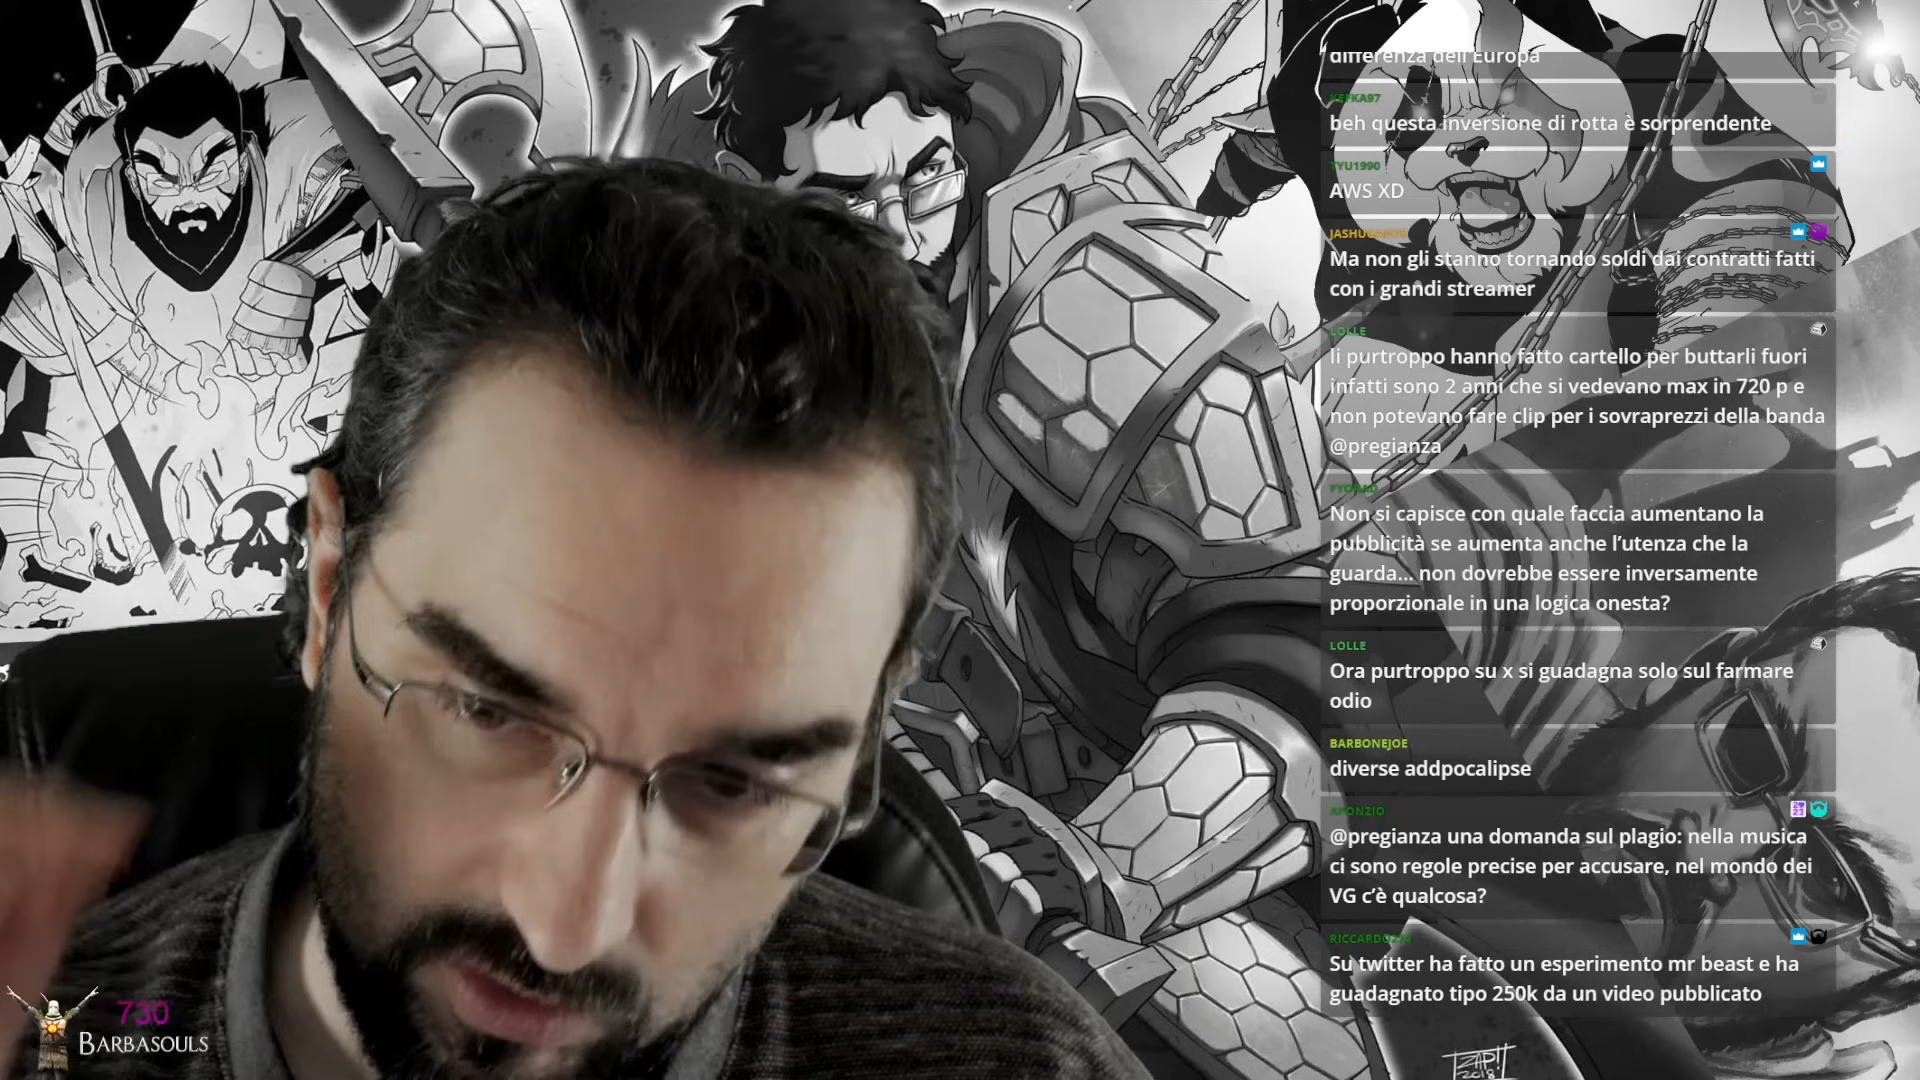 differenza dell'Europa
KEFKA97
beh questa inversione di rotta è sorprendente
TYU1990
AWS XD
Ma non gli stanno tornando soldi dai contratti fatti
con i grandi streamer
LOLLE
li purtroppo hanno fatto cartello per buttarli fuori
infatti sono 2 anni che si vedevano max in 720 p e
non potevano fare clip per i sovraprezzi della banda
@pregianza
Non si capisce con quale faccia aumentano la
pubblicità se aumenta anche l'utenza che la
guarda... non dovrebbe essere inversamente
proporzionale in una logica onesta?
LOLLE
Ora purtroppo su x si guadagna solo sul farmare
odio
BARBONEJOE
diverse addpocalipse
@pregianza una domanda sul plagio: nella musica
ci sono regole precise per accusare, nel mondo dei
VG c'è qualcosa?
Su twitter ha fatto un esperimento mr beast e ha
guadagnato tipo 250k da un video pubblicato
730
BARBASOULS
ZAP!!
2018